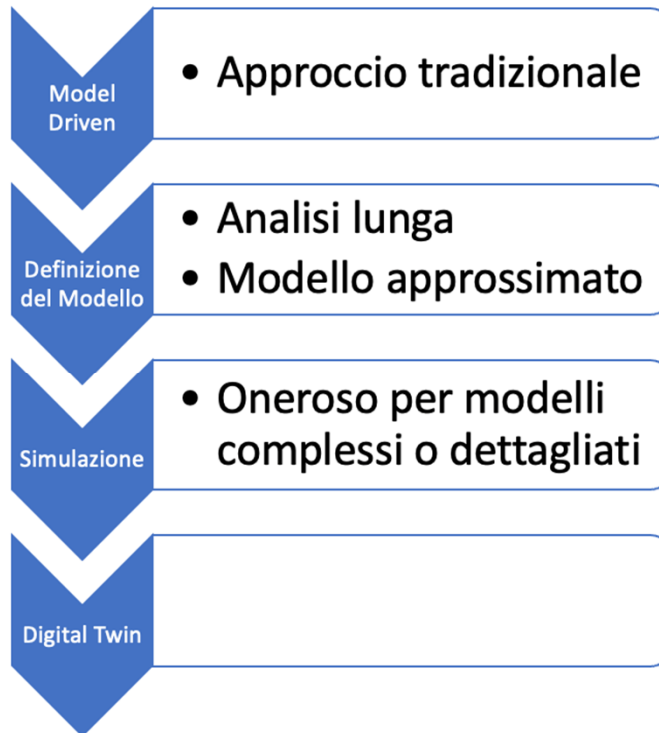 Model
Driven
• Approccio tradizionale
Definizione
del Modello
• Analisi lunga
• Modello approssimato
Simulazione
• Oneroso per modelli
complessi o dettagliati
Digital Twin